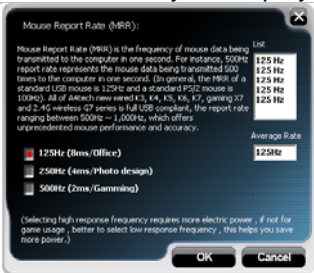 Mouse Report Rate (MRR):
Mouse Report Rate (MRR) is the frequency of mouse data being
transmitted to the computer in one second. For instance, 500Hz
report rate represents the mouse data being transmitted 500
times to the computer in one second. (In general, the MRR of a
standard USB mouse is 125Hz and a standard PS/2 mouse is
100Hz). All of A4tech new wired K3, K4, K5, K6, K7, gaming X7
and 2.4G wireless G7 series is full USB compliant, the report rate
ranging between 500Hz ~ 1,000Hz, which offers
unprecedented mouse performance and accuracy.
List
125 Hz
125 Hz
125 Hz
125 Hz
125 Hz
Average Rate
125Hz
125Hz (8ms/Office)
250Hz (4ms/Photo design)
500Hz (2ms/Gamming)
(Selecting high response frequency requires more electric power , if not for
game usage , better to select low response frequency , this helps you save
more power.)
OK
Cancel